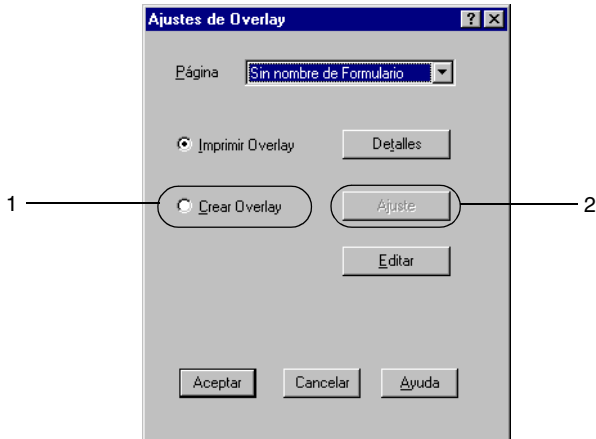 Ajustes de Overlay
Página Sin nombre de Formulario
Imprimir Overlay Detalles
1 Crear Overlay Ajuste 2
Editar
Aceptar Cancelar Ayuda